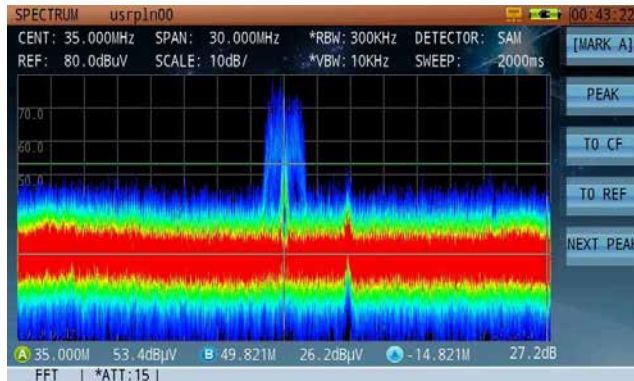 SPECTRUM usrpln00 00:43:22
CENT: 35.000MHz SPAN: 30.000MHz *RBW: 300KHz DETECTOR: SAM
REF: 80.0dBuV SCALE: 10dB/ *VBW: 10KHz SWEEP: 2000ms
[MARK A]
PEAK
70.0
TO CF
60.0
50.0
TO REF
NEXT PEAK
A 35.000M 53.4dBμV B 49.821M 26.2dBμV -14.821M 27.2dB
FFT | *ATT:15 |